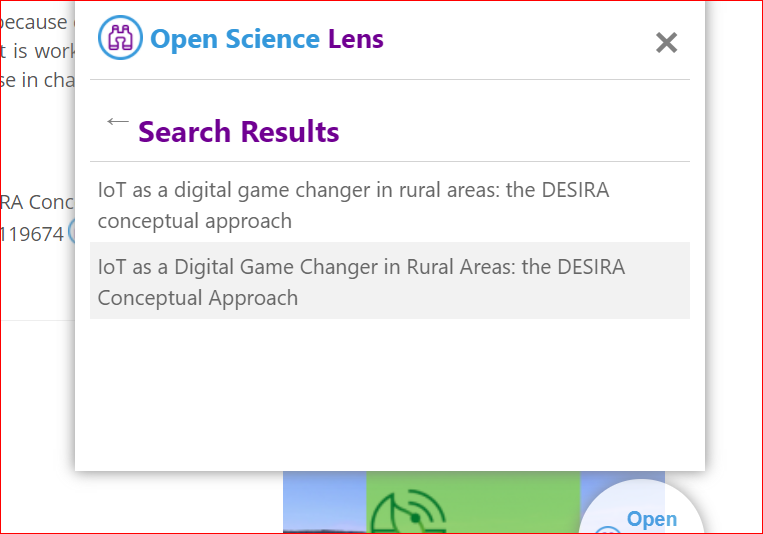 because
Open Science Lens
t is work
se in cha
← Search Results
IoT as a digital game changer in rural areas: the DESIRA
conceptual approach
RA Conc
119674
IoT as a Digital Game Changer in Rural Areas: the DESIRA
Conceptual Approach
Open